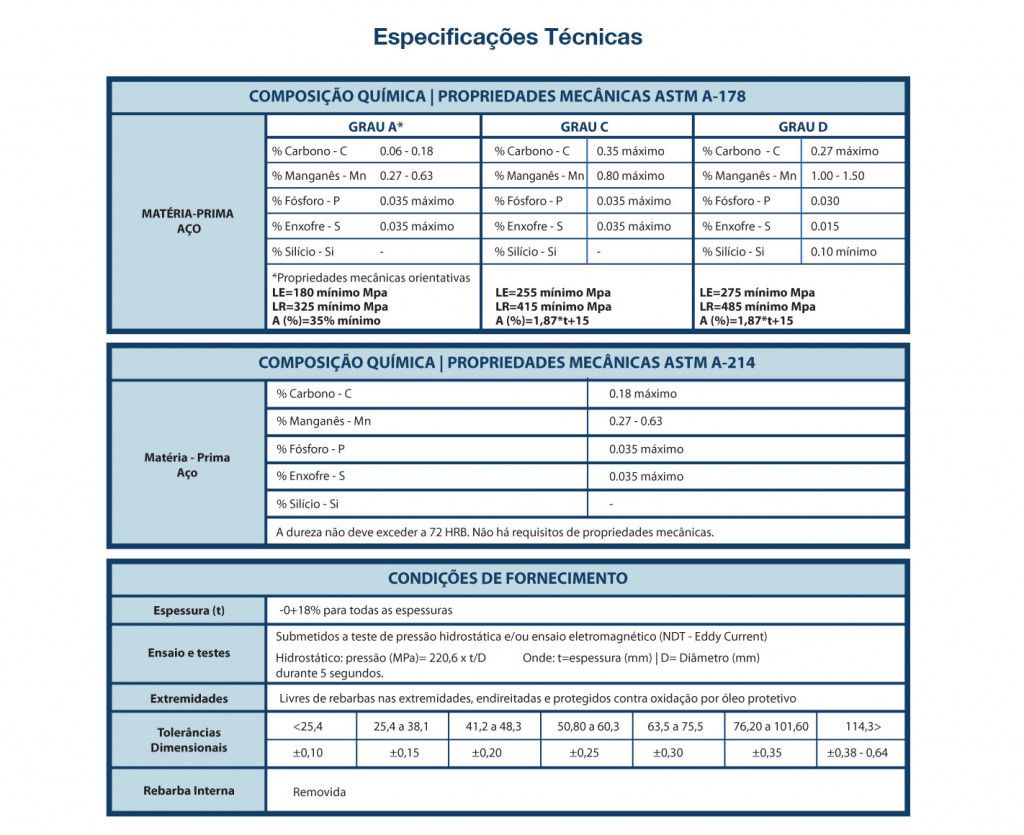 Especificações Técnicas
COMPOSIÇÃO QUÍMICA | PROPRIEDADES MECÂNICAS ASTM A-178
MATÉRIA-PRIMA
AÇO
GRAU A* GRAU C GRAU D
% Carbono - C 0.06 - 0.18 % Carbono - C 0.35 máximo % Carbono - C 0.27 máximo
% Manganês - Mn 0.27 - 0.63 % Manganês - Mn 0.80 máximo % Manganês - Mn 1.00 - 1.50
% Fósforo - P 0.035 máximo % Fósforo - P 0.035 máximo % Fósforo - P 0.030
% Enxofre - S 0.035 máximo % Enxofre - S 0.035 máximo % Enxofre - S 0.015
% Silício - Si - % Silício - Si - % Silício - Si 0.10 mínimo
*Propriedades mecânicas orientativas
LE=180 mínimo Mpa LE=255 mínimo Mpa LE=275 mínimo Mpa
LR=325 mínimo Mpa LR=415 mínimo Mpa LR=485 mínimo Mpa
A (%)=35% mínimo A (%)=1,87*t+15 A (%)=1,87*t+15
COMPOSIÇÃO QUÍMICA | PROPRIEDADES MECÂNICAS ASTM A-214
Matéria - Prima
Aço
% Carbono - C 0.18 máximo
% Manganês - Mn 0.27 - 0.63
% Fósforo - P 0.035 máximo
% Enxofre - S 0.035 máximo
% Silício - Si -
A dureza não deve exceder a 72 HRB. Não há requisitos de propriedades mecânicas.
CONDIÇÕES DE FORNECIMENTO
Espessura (t) -0+18% para todas as espessuras
Ensaio e testes
Submetidos a teste de pressão hidrostática e/ou ensaio eletromagnético (NDT - Eddy Current)
Hidrostático: pressão (MPa)= 220,6 x t/D Onde: t=espessura (mm) | D= Diâmetro (mm)
durante 5 segundos.
Extremidades Livres de rebarbas nas extremidades, endireitadas e protegidos contra oxidação por óleo protetivo
Tolerâncias
Dimensionais
<25,4 25,4 a 38,1 41,2 a 48,3 50,80 a 60,3 63,5 a 75,5 76,20 a 101,60 114,3>
±0,10 ±0,15 ±0,20 ±0,25 ±0,30 ±0,35 ±0,38 - 0,64
Rebarba Interna Removida